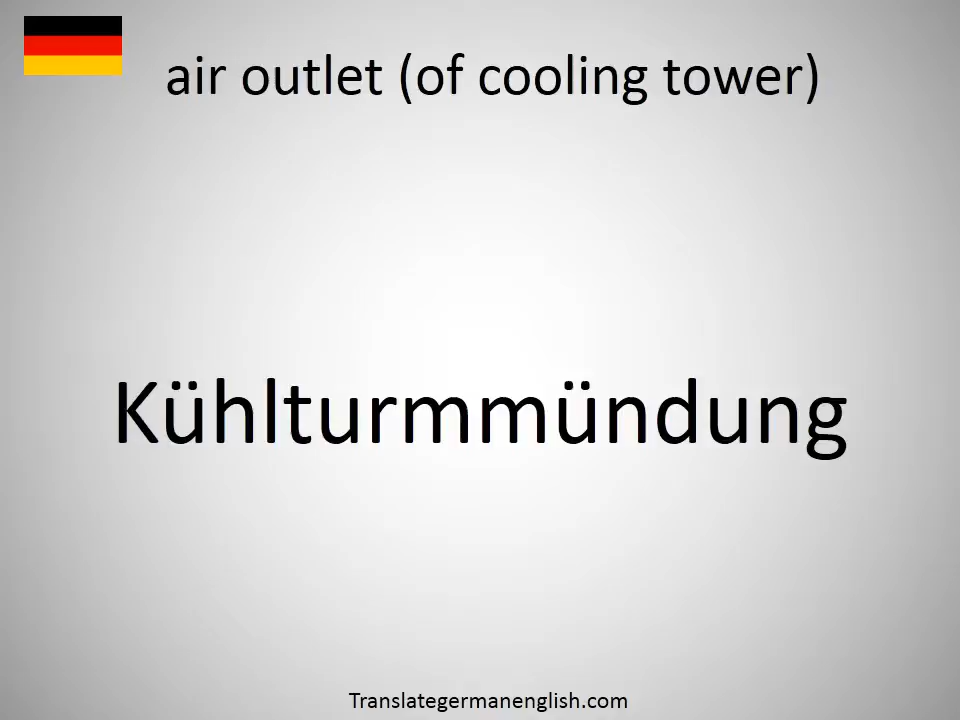 air outlet (of cooling tower)
Kühlturmmündung
Translategermanenglish.com